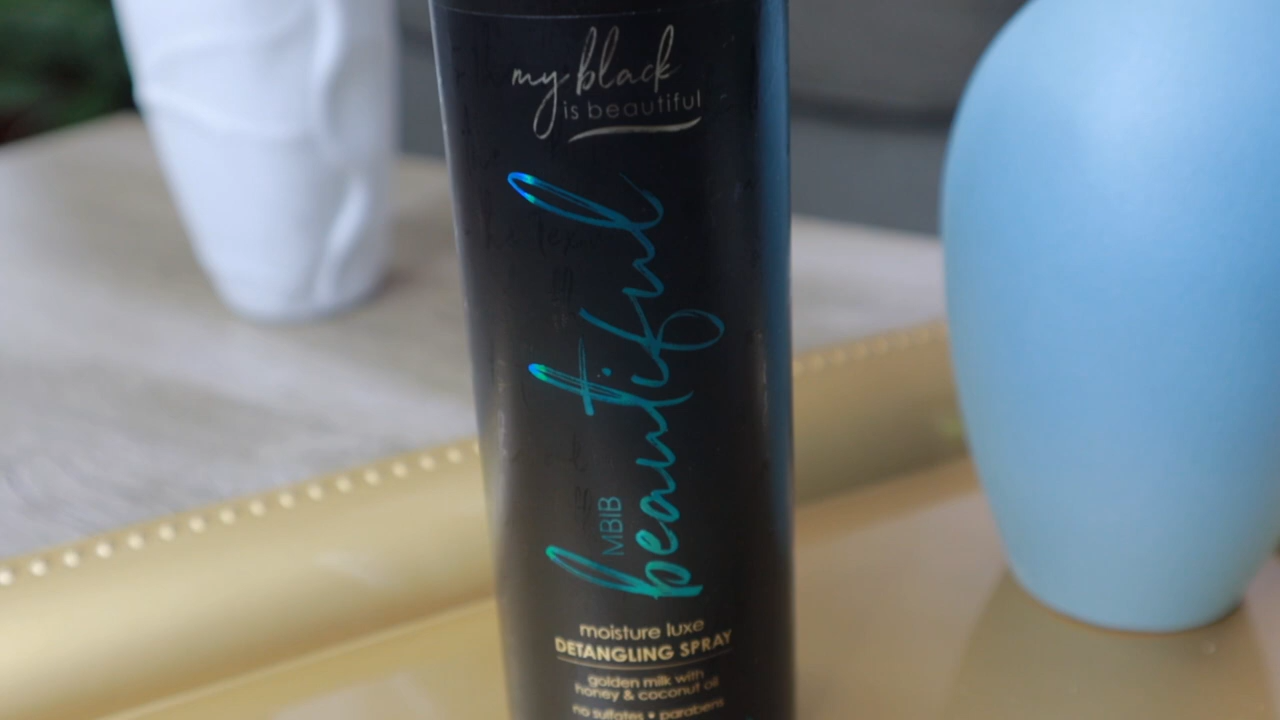 my black
is beautiful
beautiful
MBIB
moisture luxe
DETANGLING SPRAY
golden milk with
honey & coconut oil
no sulfates • parabens